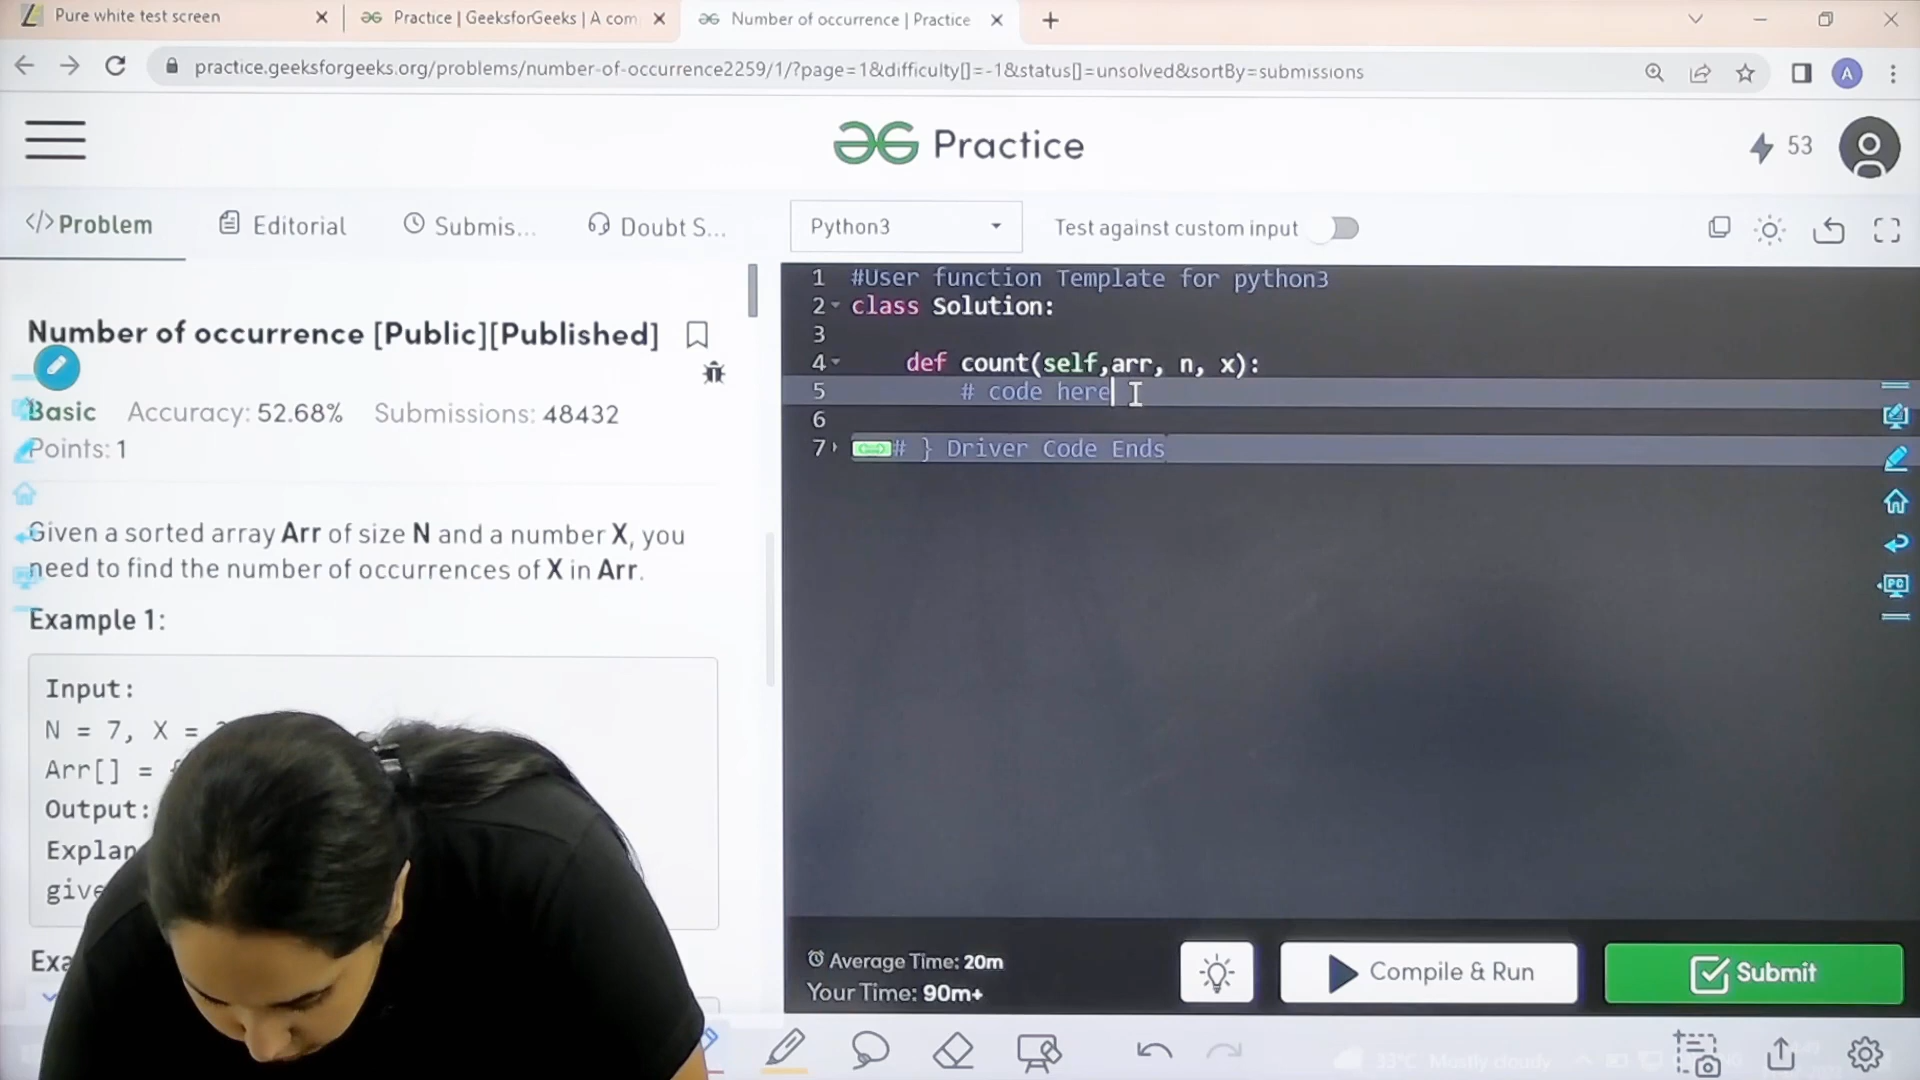 Pure white test screen
Practice | GeeksforGeeks | A com
Number of occurrence | Practice
practice.geeksforgeeks.org/problems/number-of-occurrence2259/1/?page=1&difficulty[]=-1&status[]=unsolved&sortBy=submissions
A
Practice
53
</> Problem
Editorial
Submis...
Doubt S...
Python3
Test against custom input
Number of occurrence [Public][Published]
Basic Accuracy: 52.68% Submissions: 48432
Points: 1
Given a sorted array Arr of size N and a number X, you
need to find the number of occurrences of X in Arr.
Example 1:
Input:
N = 7, X =
Arr[] =
Output:
Explan
give
Exa
1 #User function Template for python3
2 class Solution:
3
4 def count(self,arr, n, x):
5 # code here
6
7 # } Driver Code Ends
PC
Average Time: 20m
Your Time: 90m+
Compile & Run
Submit
33°C Mostly cloudy